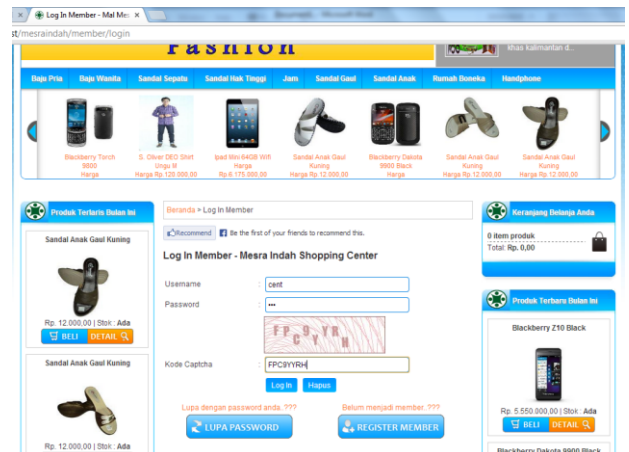 Log In Member - Mal Me
st/mesraindah/member/login
Fashion
khas kalimantan d..
Baju Pria Baju Wanita Sandal Sepatu Sandal Hak Tinggi Jam Sandal Gaul Sandal Anak Rumah Boneka Handphone
Blackberry Torch
9800
Harga
S. Oliver DEO Shirt
Ungu M
Harga Rp.120.000,00
Ipad Mini 64GB Wifi
Harga
Rp.6.175.000,00
Sandal Anak Gaul
Kuning
Harga Rp.12.000,00
Blackberry Dakota
9900 Black
Harga
Sandal Anak Gaul
Kuning
Harga Rp.12.000,00
Sandal Anak Gaul
Kuning
Harga Rp.12.000,00
Produk Terlaris Bulan Ini
Sandal Anak Gaul Kuning
Rp. 12.000,00 | Stok : Ada
BELI DETAIL
Sandal Anak Gaul Kuning
Rp. 12.000,00 | Stok : Ada
Beranda » Log In Member
Recommend Be the first of your friends to recommend this.
Log In Member - Mesra Indah Shopping Center
Username : cent
Password : •••
FPC9YYRH
Kode Captcha : FPC9YYRH
Log In Hapus
Lupa dengan password anda. ???
LUPA PASSWORD
Belum menjadi member. ???
REGISTER MEMBER
Keranjang Belanja Anda
0 item produk
Total: Rp. 0,00
Produk Terbaru Bulan Ini
Blackberry Z10 Black
Rp. 5.550.000,00 | Stok : Ada
BELI DETAIL
Blackberry Dakota 9900 Black